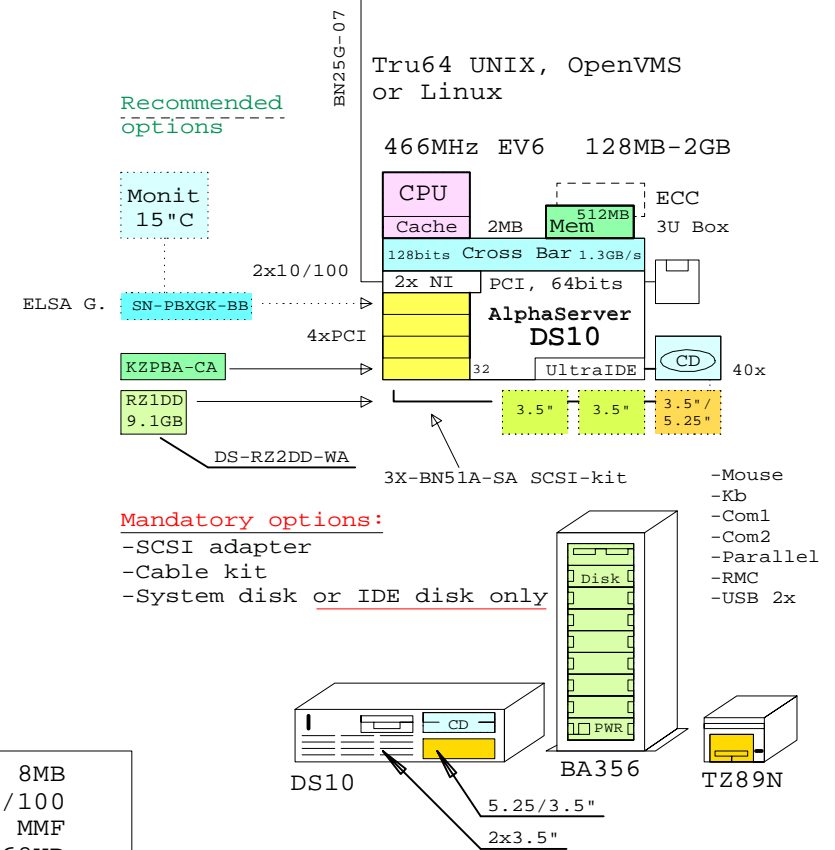 BN25G-07
Tru64 UNIX, OpenVMS
or Linux
Recommended
options
466MHz EV6 128MB-2GB
Monit
15"C
CPU
Cache
2MB
512MB
Mem
ECC
3U Box
128bits Cross Bar 1.3GB/s
2x10/100
2x NI
PCI, 64bits
ELSA G.
SN-PBXGK-BB
AlphaServer
DS10
4xPCI
KZPBA-CA
32
UltraIDE
CD
40x
RZ1DD
9.1GB
3.5"
3.5"
3.5"/
5.25"
DS-RZ2DD-WA
3X-BN51A-SA SCSI-kit
-Mouse
-Kb
-Com1
-Com2
-Parallel
-RMC
-USB 2x
Mandatory options:
-SCSI adapter
-Cable kit
-System disk or IDE disk only
Disk
PWR
CD
DS10
BA356
TZ89N
5.25/3.5"
2x3.5"
8MB
/100
MMF